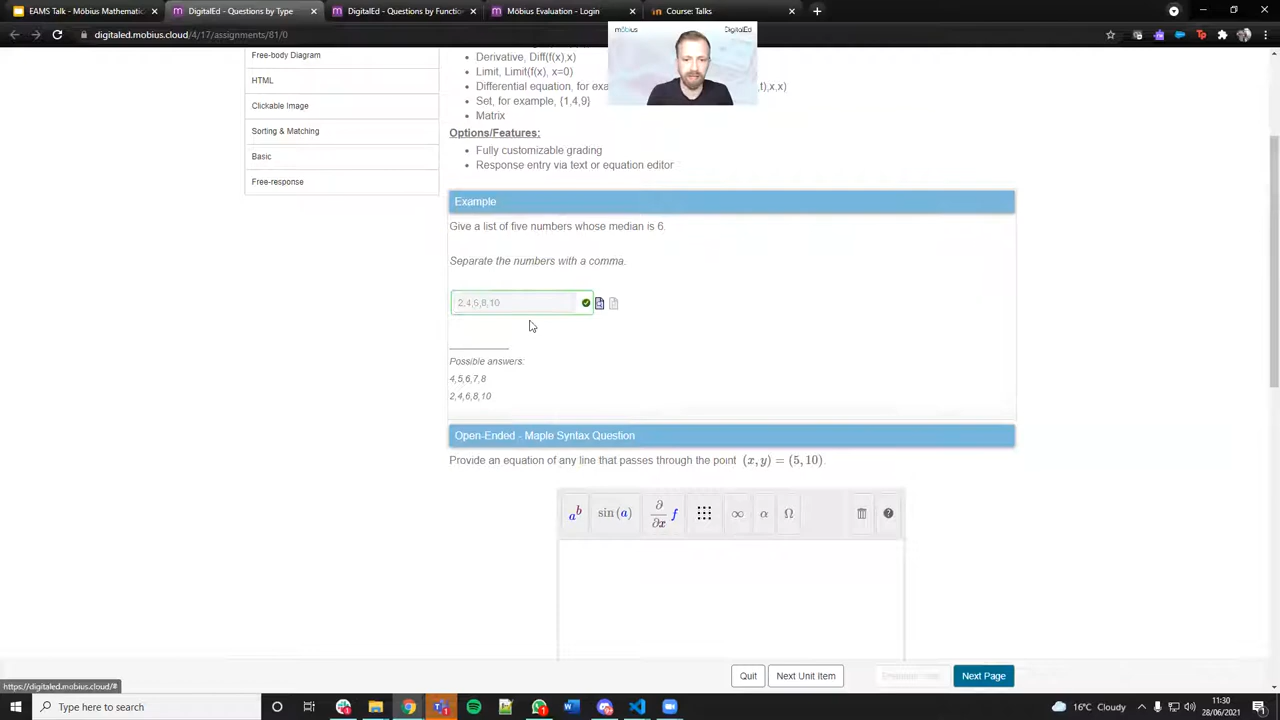 EAMS Talk - Möbius Mathemati
DigitalEd - Questions by Type
DigitalEd - Questions by Functi
Möbius Evaluation - Login
Course: Talks
digitaled.mobius.cloud/4/17/assignments/81/0
möbius
DigitalEd
Free-body Diagram
HTML
Clickable Image
Sorting & Matching
Basic
Free-response
Derivative, Diff(f(x),x)
Limit, Limit(f(x), x=0)
Differential equation, for exa
,t),x,x)
Set, for example, {1,4,9}
Matrix
Options/Features:
Fully customizable grading
Response entry via text or equation editor
Example
Give a list of five numbers whose median is 6.
Separate the numbers with a comma.
Possible answers:
4,5,6,7,8
2,4,6,8,10
Open-Ended - Maple Syntax Question
Provide an equation of any line that passes through the point (x, y) = (5, 10).
a^b
sin (a)
∂/∂x f
∞
α
Ω
Quit
Next Unit Item
Next Page
https://digitaled.mobius.cloud/#
Type here to search
16°C Cloudy
11:30
28/06/2021